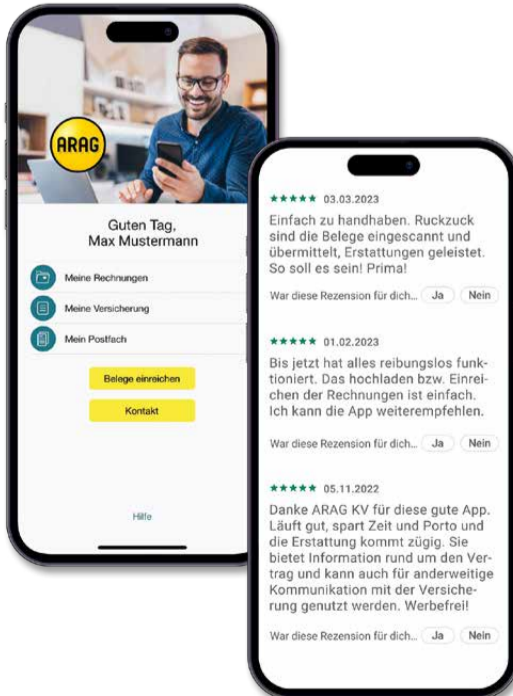 ARAG
Guten Tag,
Max Mustermann
Meine Rechnungen
Meine Versicherung
Mein Postfach
Belege einreichen
Kontakt
Hilfe
★★★★★ 03.03.2023
Einfach zu handhaben. Ruckzuck
sind die Belege eingescannt und
übermittelt, Erstattungen geleistet.
So soll es sein! Prima!
War diese Rezension für dich... Ja Nein
★★★★★ 01.02.2023
Bis jetzt hat alles reibungslos funk-
tioniert. Das hochladen bzw. Einrei-
chen der Rechnungen ist einfach.
Ich kann die App weiterempfehlen.
War diese Rezension für dich... Ja Nein
★★★★★ 05.11.2022
Danke ARAG KV für diese gute App.
Läuft gut, spart Zeit und Porto und
die Erstattung kommt zügig. Sie
bietet Information rund um den Ver-
trag und kann auch für anderweitige
Kommunikation mit der Versiche-
rung genutzt werden. Werbefrei!
War diese Rezension für dich... Ja Nein